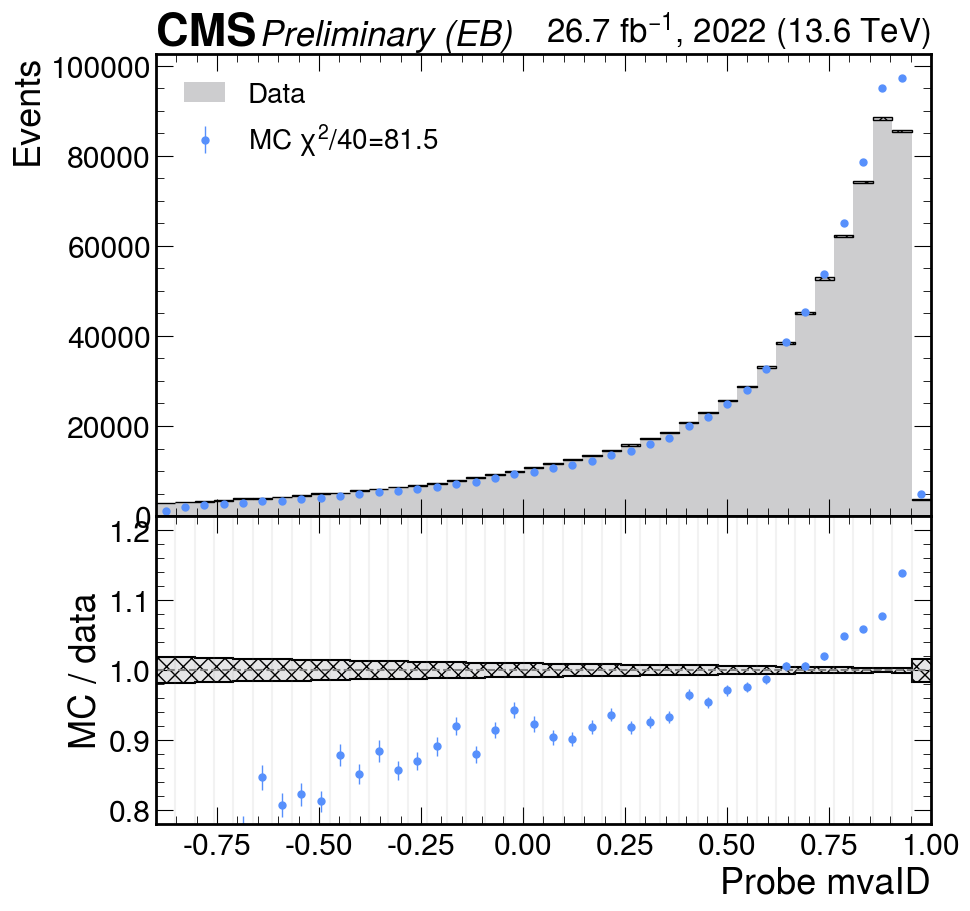 CMS Preliminary (EB) 26.7 fb⁻¹, 2022 (13.6 TeV)
Events
100000
80000
60000
40000
20000
0
Data
MC χ²/40=81.5
MC / data
1.2
1.1
1.0
0.9
0.8
-0.75 -0.50 -0.25 0.00 0.25 0.50 0.75 1.00
Probe mvaID